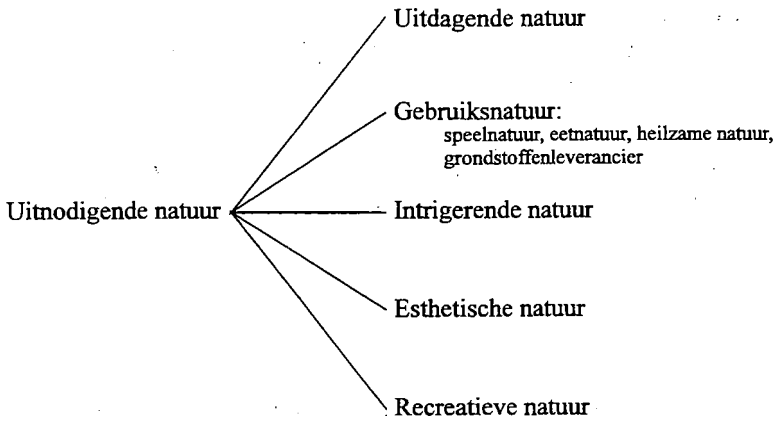 Uitdagende natuur
Gebruiksnatuur:
speelnatuur, eetnatuur, heilzame natuur,
grondstoffenleverancier
Uitnodigende natuur
Intrigerende natuur
Esthetische natuur
Recreatieve natuur